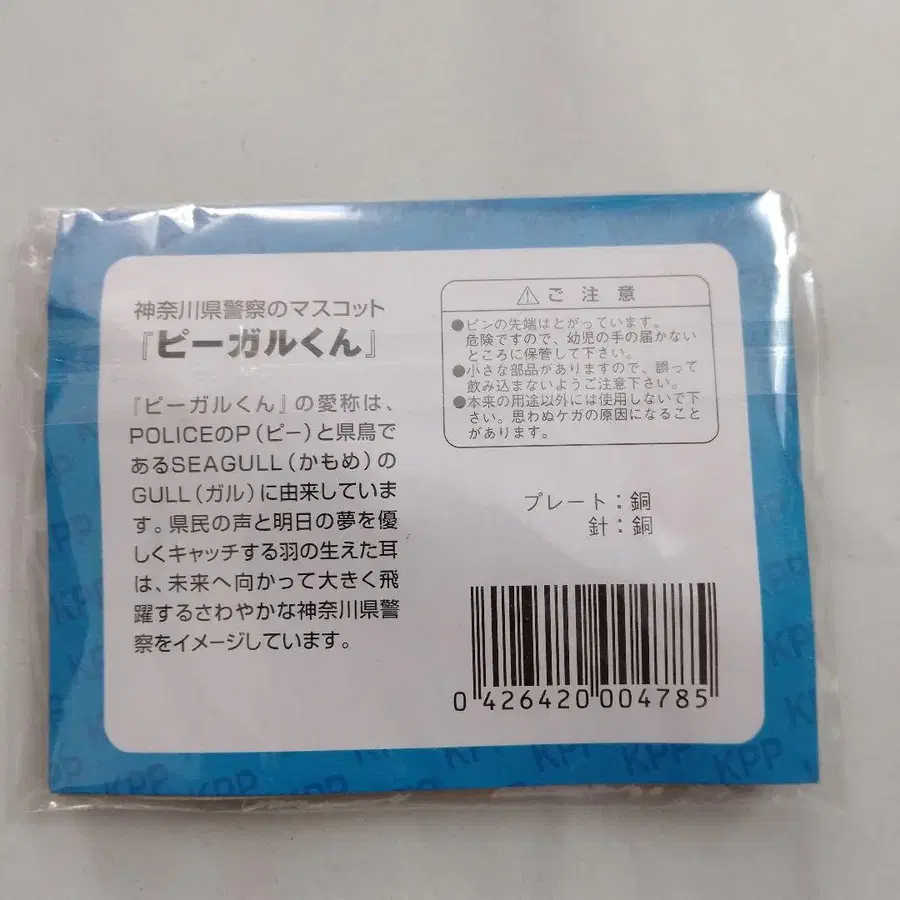 神奈川県警察のマスコット
『ピーガルくん』
『ピーガルくん』の愛称は、
POLICEのP(ピー)と県鳥で
あるSEAGULL(かもめ)の
GULL(ガル)に由来していま
す。県民の声と明日の夢を優
しくキャッチする羽の生えた耳
は、未来へ向かって大きく飛
躍するさわやかな神奈川県警
察をイメージしています。
⚠ご注意
●ピンの先端はとがっています。
危険ですので、幼児の手の届かない
ところに保管して下さい。
●小さな部品がありますので、誤って
飲み込まないようご注意下さい。
●本来の用途以外には使用しないで下
さい。思わぬケガの原因になること
があります。
プレート:銅
針:銅
0 426420 004785
KPP
KPP
KPP
KPP
KPP
KPP